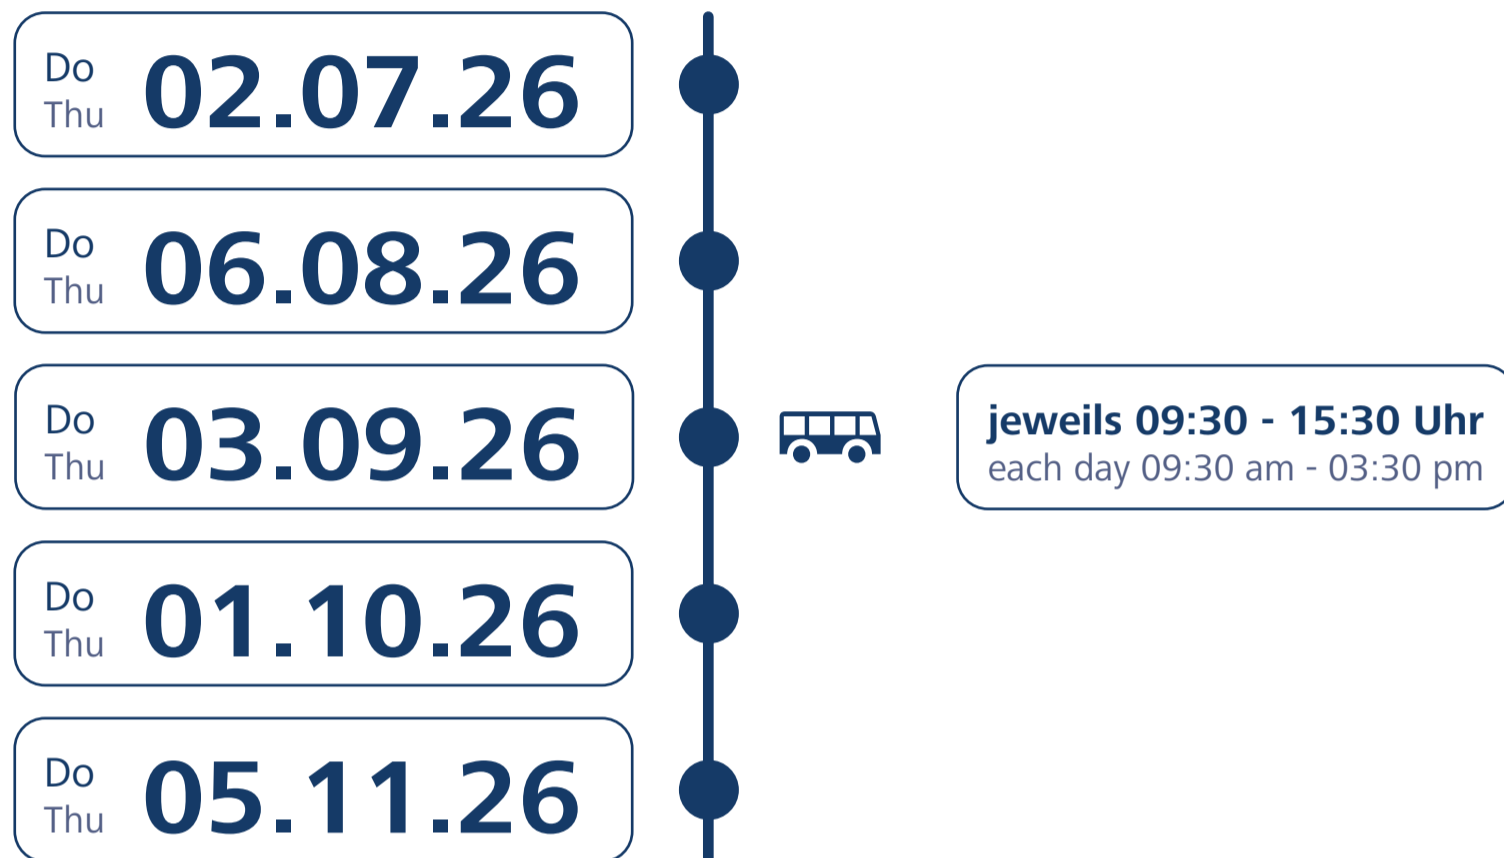 Do
Thu
02.07.26
Do
Thu
06.08.26
Do
Thu
03.09.26
jeweils 09:30 - 15:30 Uhr
each day 09:30 am - 03:30 pm
Do
Thu
01.10.26
Do
Thu
05.11.26